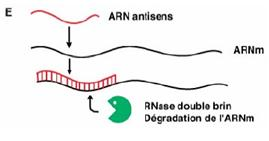 E
ARN antisens
ARNm
RNase double brin
Dégradation de l'ARNm